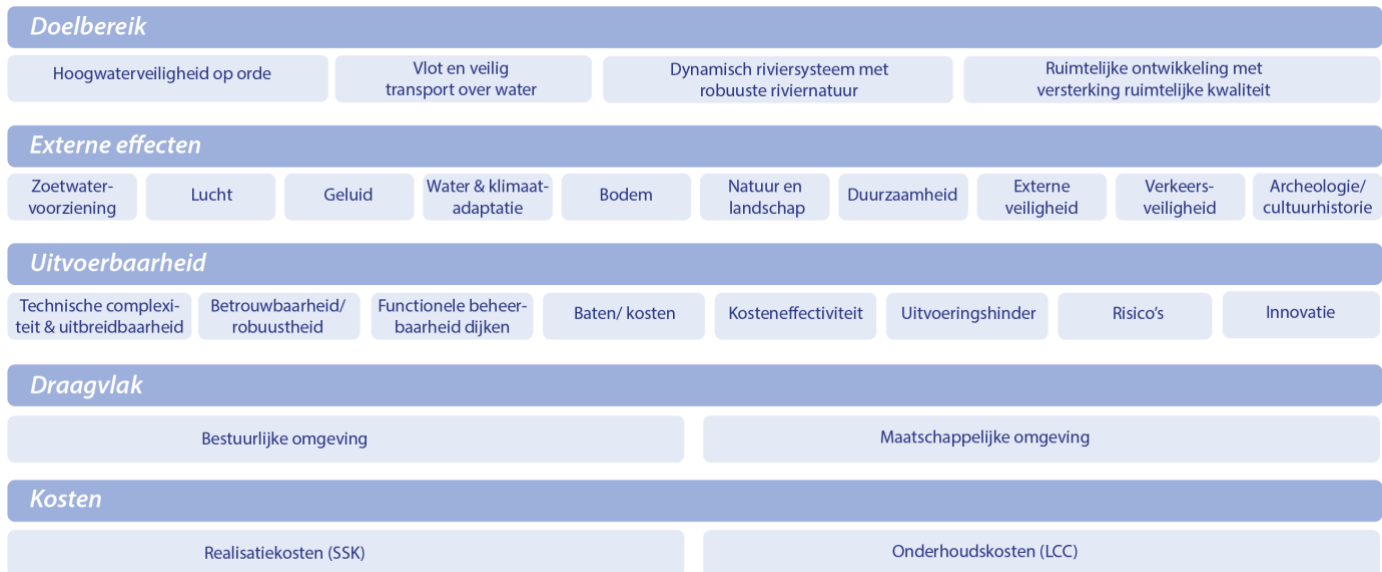 Doelbereik
Hoogwaterveiligheid op orde
Vlot en veilig
transport over water
Dynamisch riviersysteem met
robuuste riviernatuur
Ruimtelijke ontwikkeling met
versterking ruimtelijke kwaliteit
Externe effecten
Zoetwater-
voorziening
Lucht
Geluid
Water & klimaat-
adaptatie
Bodem
Natuur en
landschap
Duurzaamheid
Externe
veiligheid
Verkeers-
veiligheid
Archeologie/
cultuurhistorie
Uitvoerbaarheid
Technische complexi-
teit & uitbreidbaarheid
Betrouwbaarheid/
robuustheid
Functionele beheer-
baarheid dijken
Baten/ kosten
Kosteneffectiviteit
Uitvoeringshinder
Risico's
Innovatie
Draagvlak
Bestuurlijke omgeving
Maatschappelijke omgeving
Kosten
Realisatiekosten (SSK)
Onderhoudskosten (LCC)